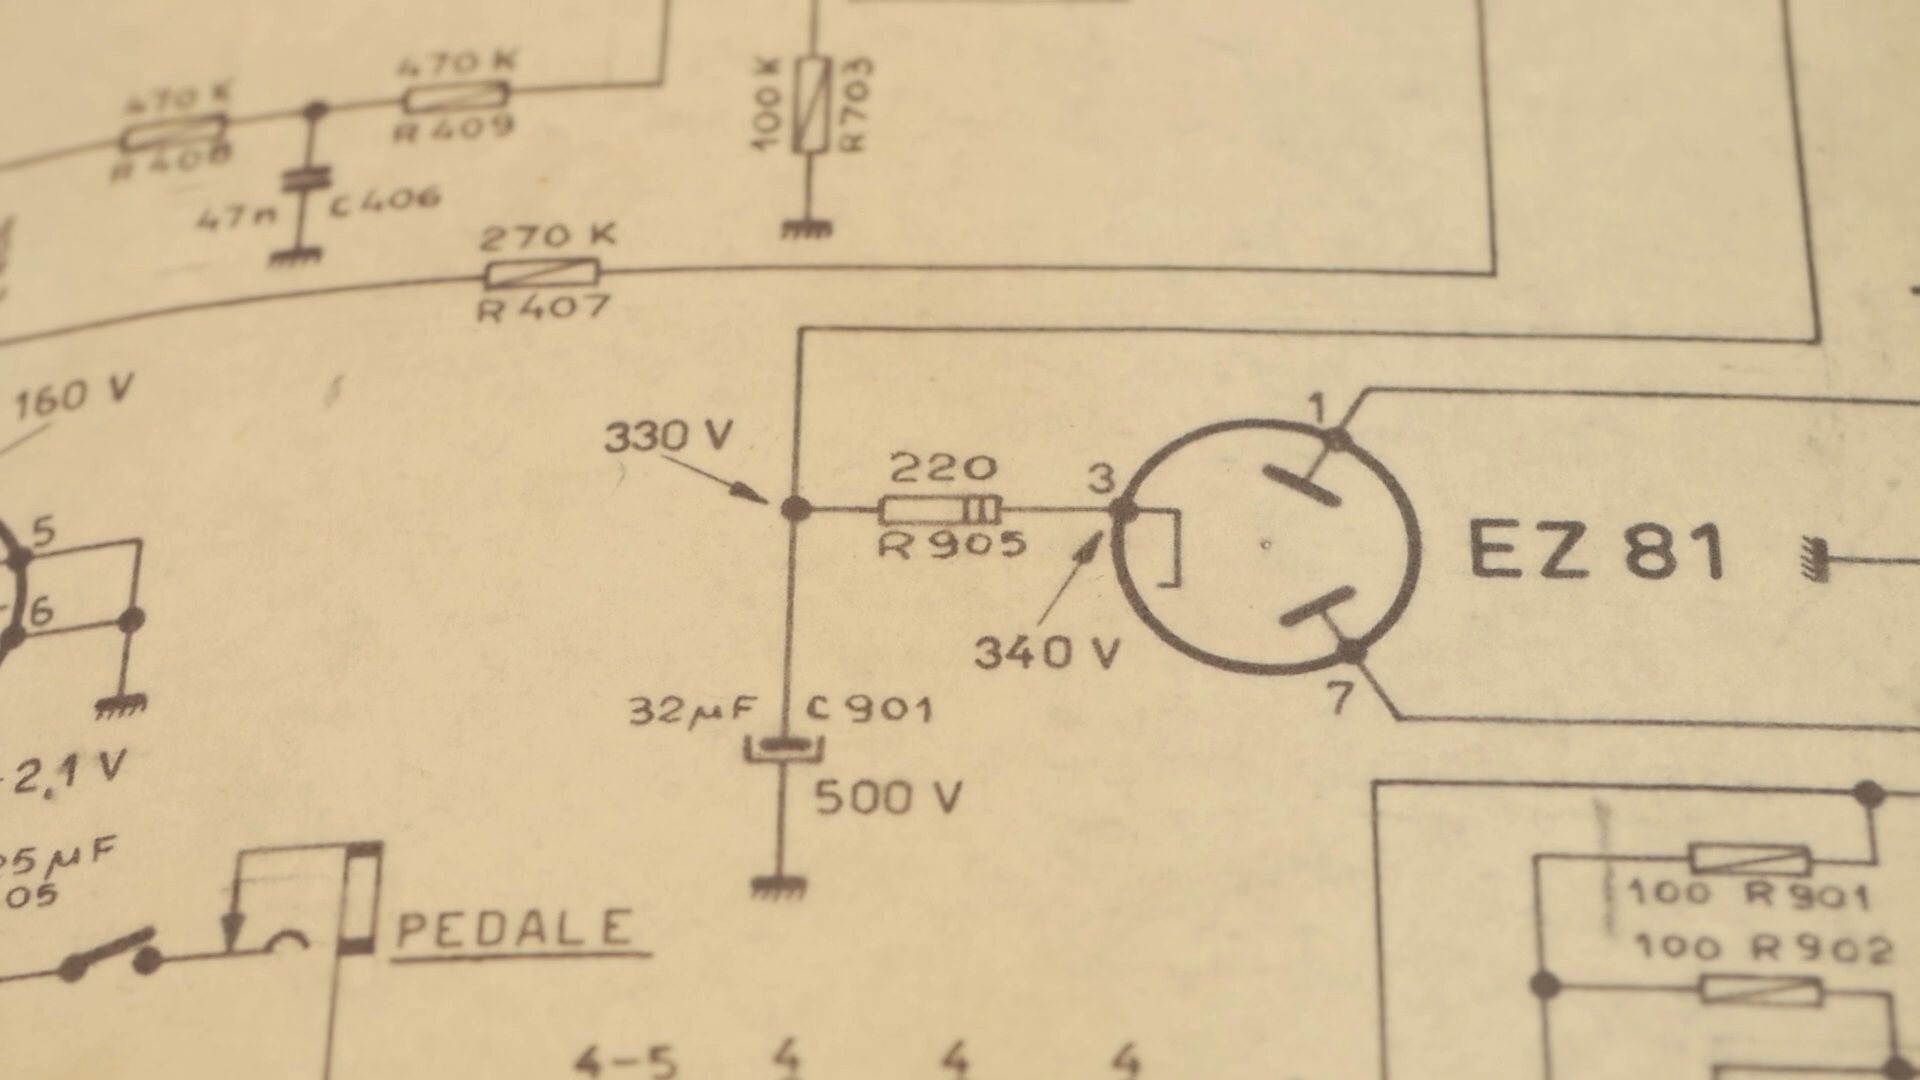 470 K
470 K
R 408
R 409
100 K
R 703
47n
C 406
270 K
R 407
160 V
330 V
220
R 905
3
1
EZ 81
340 V
7
5
6
32µF
C 901
500 V
-2,1 V
5µF
05
PEDALE
100 R 901
100 R 902
4-5 4 4 4